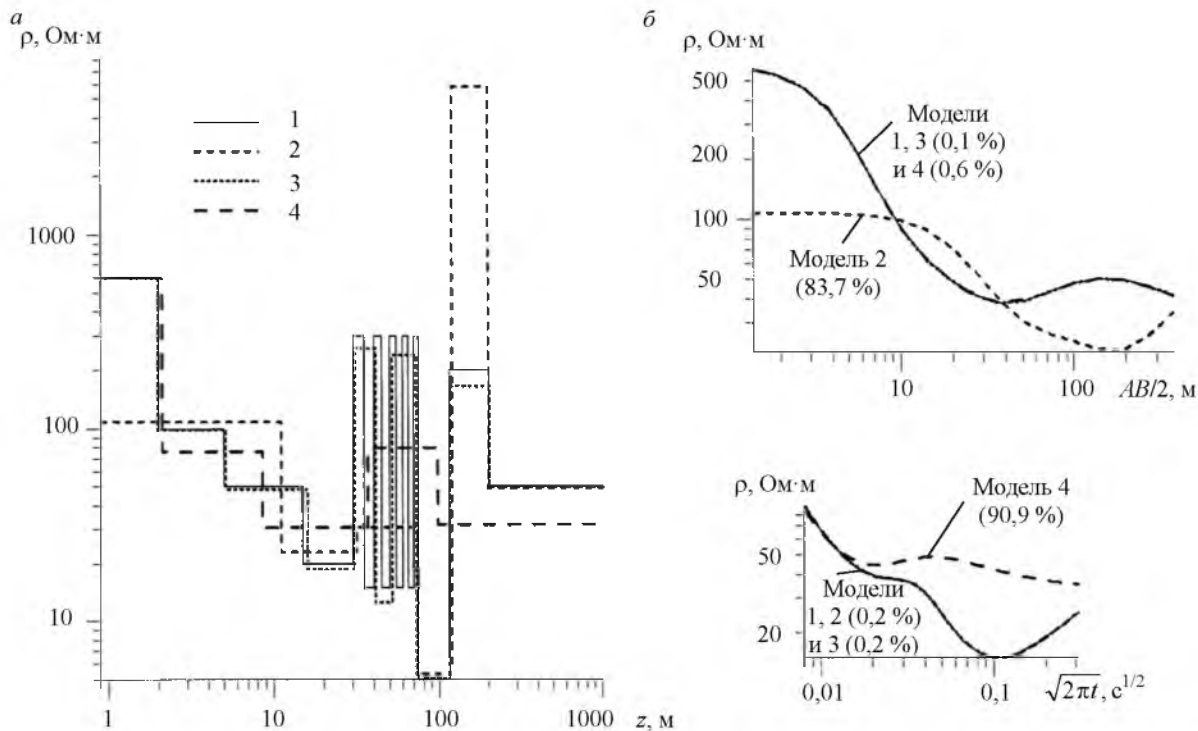 а
ρ, Ом·м
1
2
3
4
1000
100
10
1
10
100
1000
z, м
б
ρ, Ом·м
500
200
100
50
Модели
1, 3 (0,1 %)
и 4 (0,6 %)
Модель 2
(83,7 %)
10
100
AB/2, м
ρ, Ом·м
50
20
Модель 4
(90,9 %)
Модели
1, 2 (0,2 %)
и 3 (0,2 %)
0,01
0,1
√2πt, с^1/2